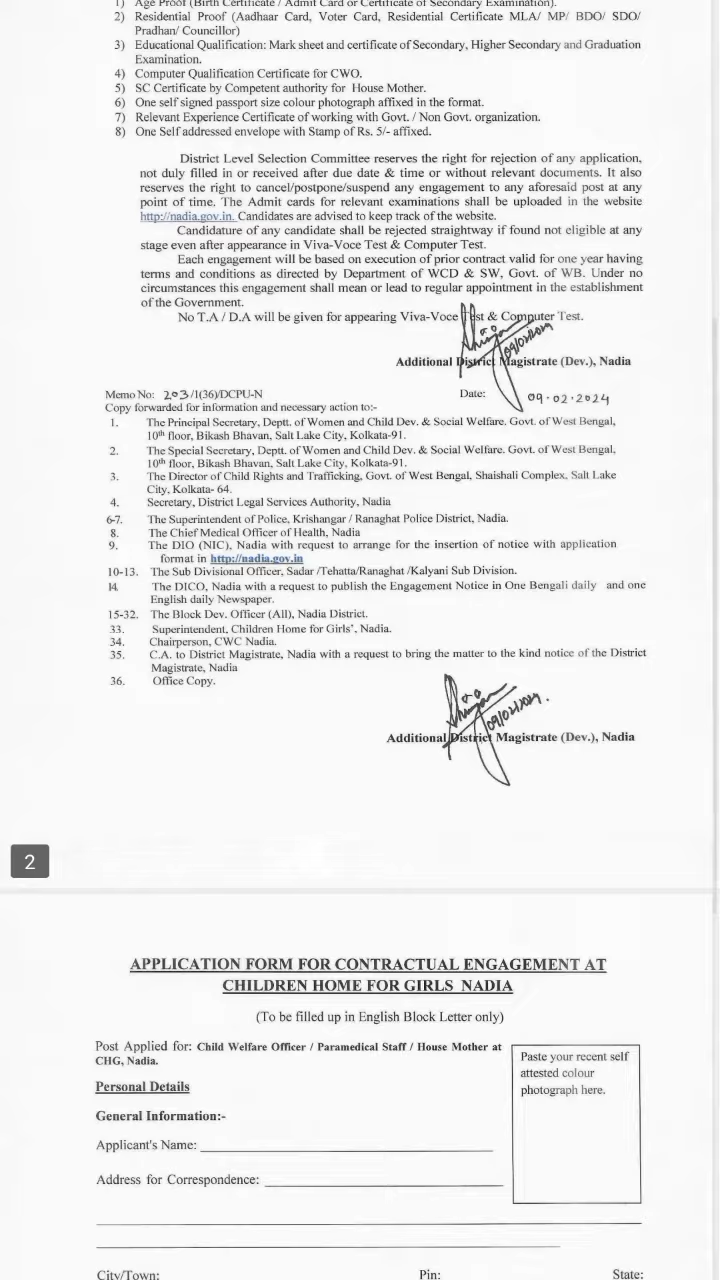 1) Age Proof (Birth Certificate / Admit Card or Certificate of Secondary Examination).
2) Residential Proof (Aadhaar Card, Voter Card, Residential Certificate MLA/ MP/ BDO/ SDO/
Pradhan/ Councillor)
3) Educational Qualification: Mark sheet and certificate of Secondary, Higher Secondary and Graduation
Examination.
4) Computer Qualification Certificate for CWO.
5) SC Certificate by Competent authority for House Mother.
6) One self signed passport size colour photograph affixed in the format.
7) Relevant Experience Certificate of working with Govt. / Non Govt. organization.
8) One Self addressed envelope with Stamp of Rs. 5/- affixed.
District Level Selection Committee reserves the right for rejection of any application,
not duly filled in or received after due date & time or without relevant documents. It also
reserves the right to cancel/postpone/suspend any engagement to any aforesaid post at any
point of time. The Admit cards for relevant examinations shall be uploaded in the website
http://nadia.gov.in. Candidates are advised to keep track of the website.
Candidature of any candidate shall be rejected straightway if found not eligible at any
stage even after appearance in Viva-Voce Test & Computer Test.
Each engagement will be based on execution of prior contract valid for one year having
terms and conditions as directed by Department of WCD & SW, Govt. of WB. Under no
circumstances this engagement shall mean or lead to regular appointment in the establishment
of the Government.
No T.A / D.A will be given for appearing Viva-Voce Test & Computer Test.
09/02/2024
Additional District Magistrate (Dev.), Nadia
Memo No: 203/1(36)/DCPU-N Date: 09.02.2024
Copy forwarded for information and necessary action to:-
1. The Principal Secretary, Deptt. of Women and Child Dev. & Social Welfare. Govt. of West Bengal,
10th floor, Bikash Bhavan, Salt Lake City, Kolkata-91.
2. The Special Secretary, Deptt. of Women and Child Dev. & Social Welfare. Govt. of West Bengal,
10th floor, Bikash Bhavan, Salt Lake City, Kolkata-91.
3. The Director of Child Rights and Trafficking, Govt. of West Bengal, Shaishali Complex, Salt Lake
City, Kolkata- 64.
4. Secretary, District Legal Services Authority, Nadia
6-7. The Superintendent of Police, Krishangar / Ranaghat Police District, Nadia.
8. The Chief Medical Officer of Health, Nadia
9. The DIO (NIC), Nadia with request to arrange for the insertion of notice with application
format in http://nadia.gov.in
10-13. The Sub Divisional Officer, Sadar /Tehatta/Ranaghat /Kalyani Sub Division.
14. The DICO, Nadia with a request to publish the Engagement Notice in One Bengali daily and one
English daily Newspaper.
15-32. The Block Dev. Officer (All), Nadia District.
33. Superintendent, Children Home for Girls', Nadia.
34. Chairperson, CWC Nadia.
35. C.A. to District Magistrate, Nadia with a request to bring the matter to the kind notice of the District
Magistrate, Nadia
36. Office Copy.
09/02/2024.
Additional District Magistrate (Dev.), Nadia
2
APPLICATION FORM FOR CONTRACTUAL ENGAGEMENT AT
CHILDREN HOME FOR GIRLS NADIA
(To be filled up in English Block Letter only)
Post Applied for: Child Welfare Officer / Paramedical Staff / House Mother at
CHG, Nadia.
Paste your recent self
attested colour
photograph here.
Personal Details
General Information:-
Applicant's Name:
Address for Correspondence:
City/Town: Pin: State: